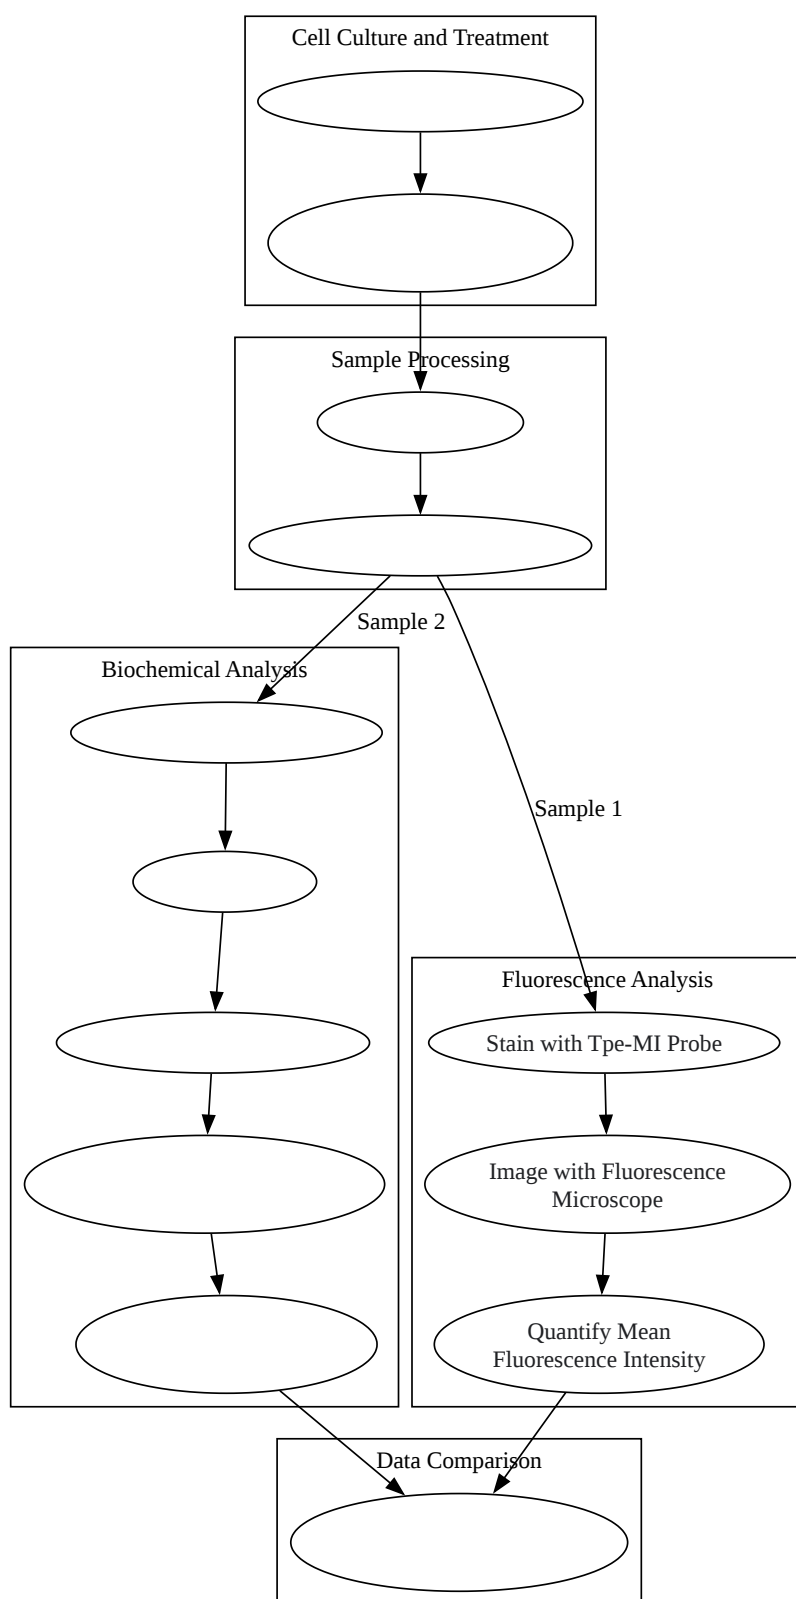 Cell Culture and Treatment
Sample Processing
Sample 2
Biochemical Analysis
Sample 1
Fluorescence Analysis
Stain with Tpe-MI Probe
Image with Fluorescence
Microscope
Quantify Mean
Fluorescence Intensity
Data Comparison